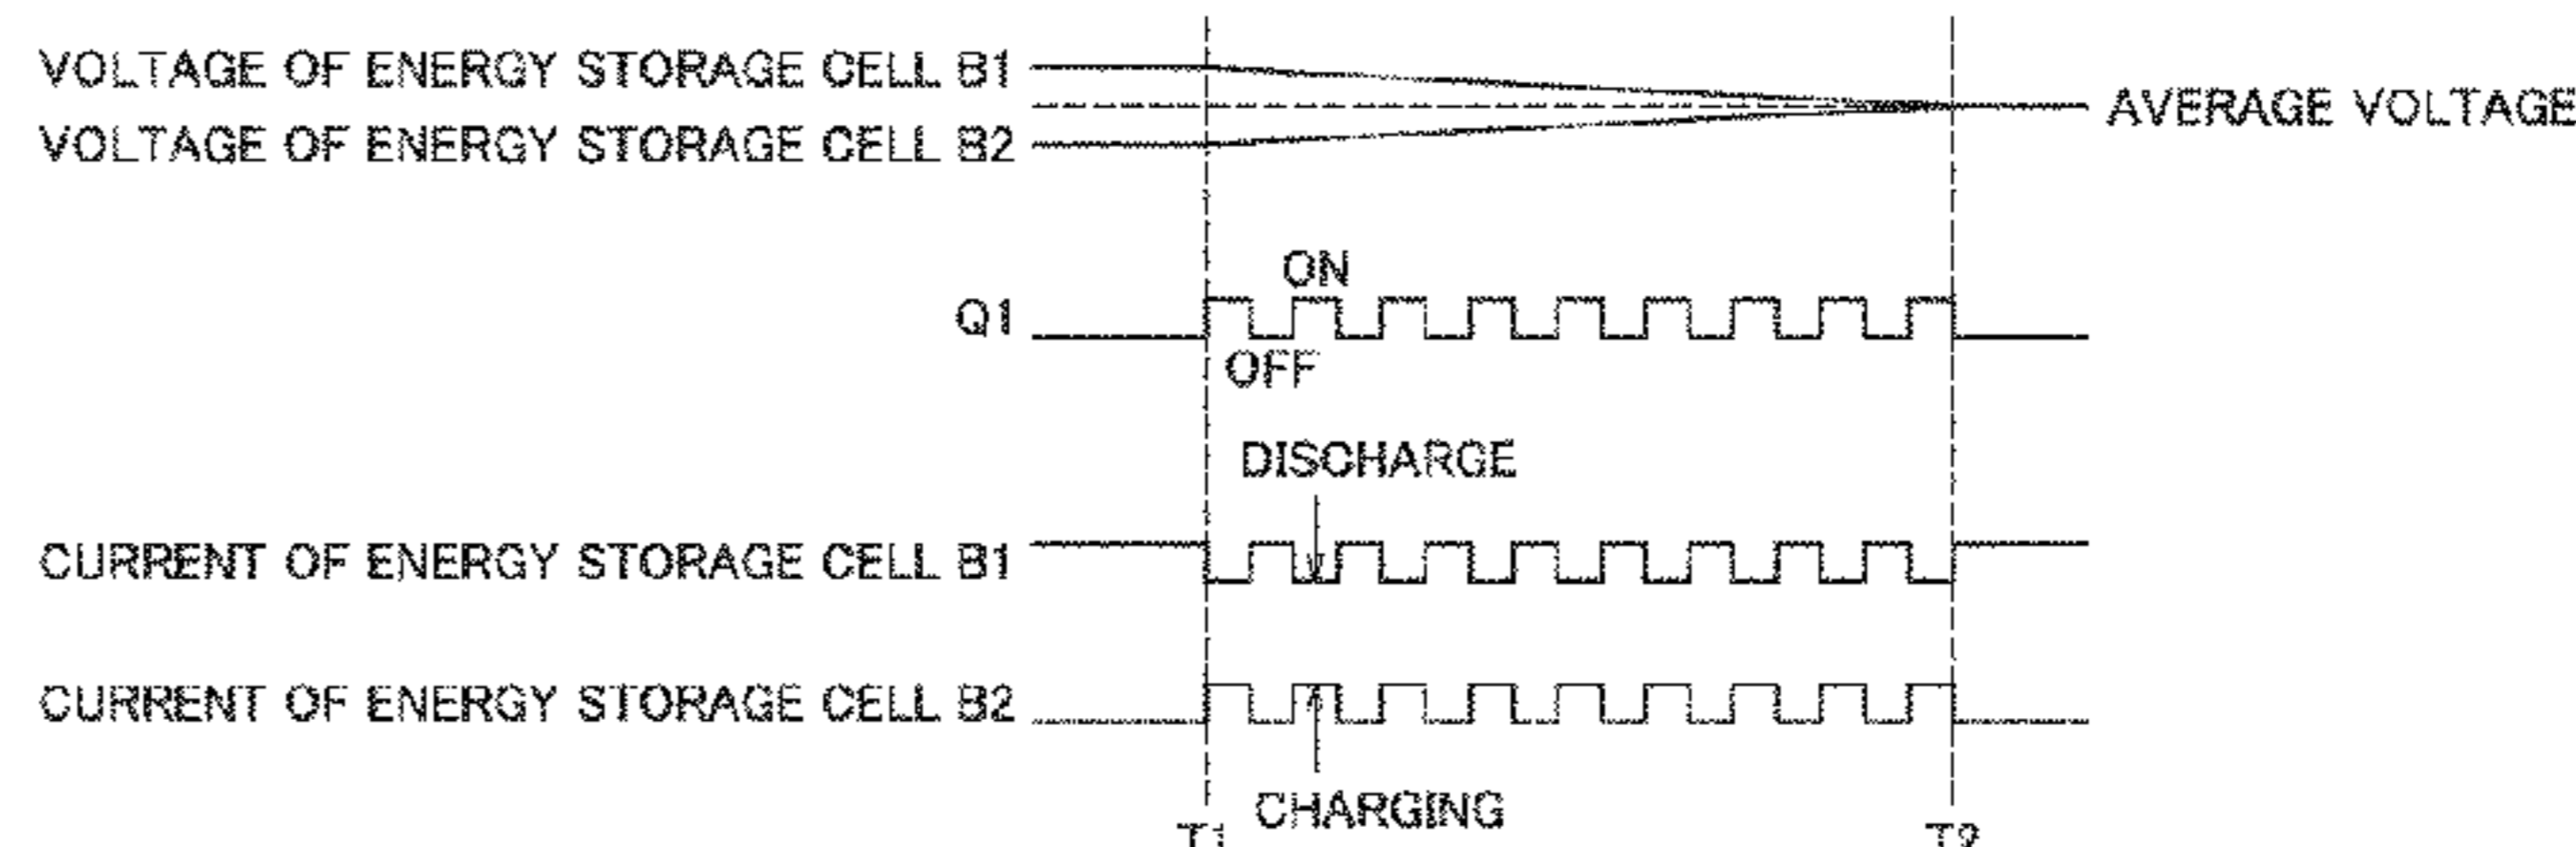 VOLTAGE OF ENERGY STORAGE CELL B1
AVERAGE VOLTAGE
VOLTAGE OF ENERGY STORAGE CELL B2
ON
Q1
OFF
DISCHARGE
CURRENT OF ENERGY STORAGE CELL B1
CURRENT OF ENERGY STORAGE CELL B2
CHARGING
T1
T2